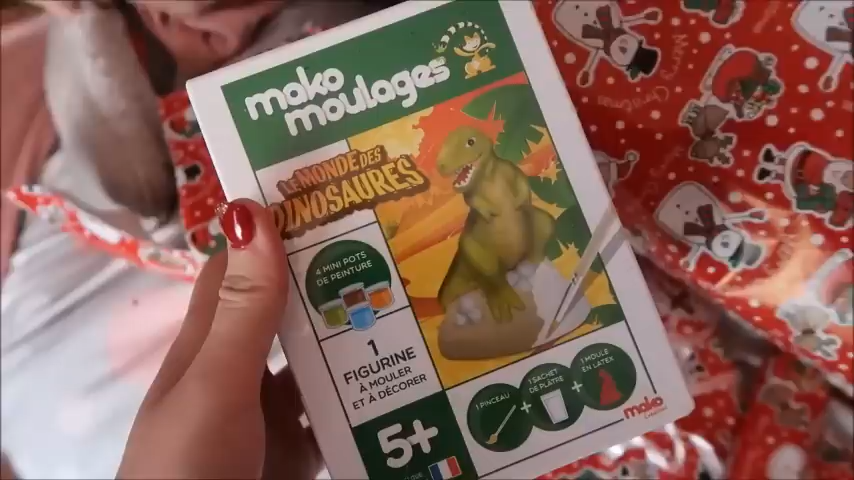 mako
moulages
LE MONDE DES
DINOSAURES
4 MINI POTS
DE PEINTURE
1
FIGURINE
À MOULER
ET À DÉCORER
5+
1 PINCEAU
+
1 SACHET
DE PLÂTRE
+
1 MOULE
EN LATEX
mako